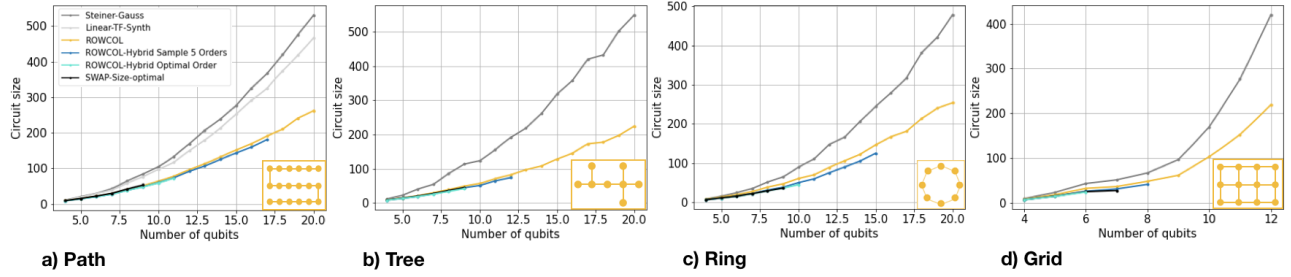 Circuit size
500
400
300
200
100
0
Steiner-Gauss
Linear-TF-Synth
ROWCOL
ROWCOL-Hybrid Sample 5 Orders
ROWCOL-Hybrid Optimal Order
SWAP-Size-optimal
5.0 7.5 10.0 12.5 15.0 17.5 20.0
Number of qubits
a) Path
Circuit size
500
400
300
200
100
0
5.0 7.5 10.0 12.5 15.0 17.5 20.0
Number of qubits
b) Tree
Circuit size
500
400
300
200
100
0
5.0 7.5 10.0 12.5 15.0 17.5 20.0
Number of qubits
c) Ring
Circuit size
400
300
200
100
0
4 6 8 10 12
Number of qubits
d) Grid